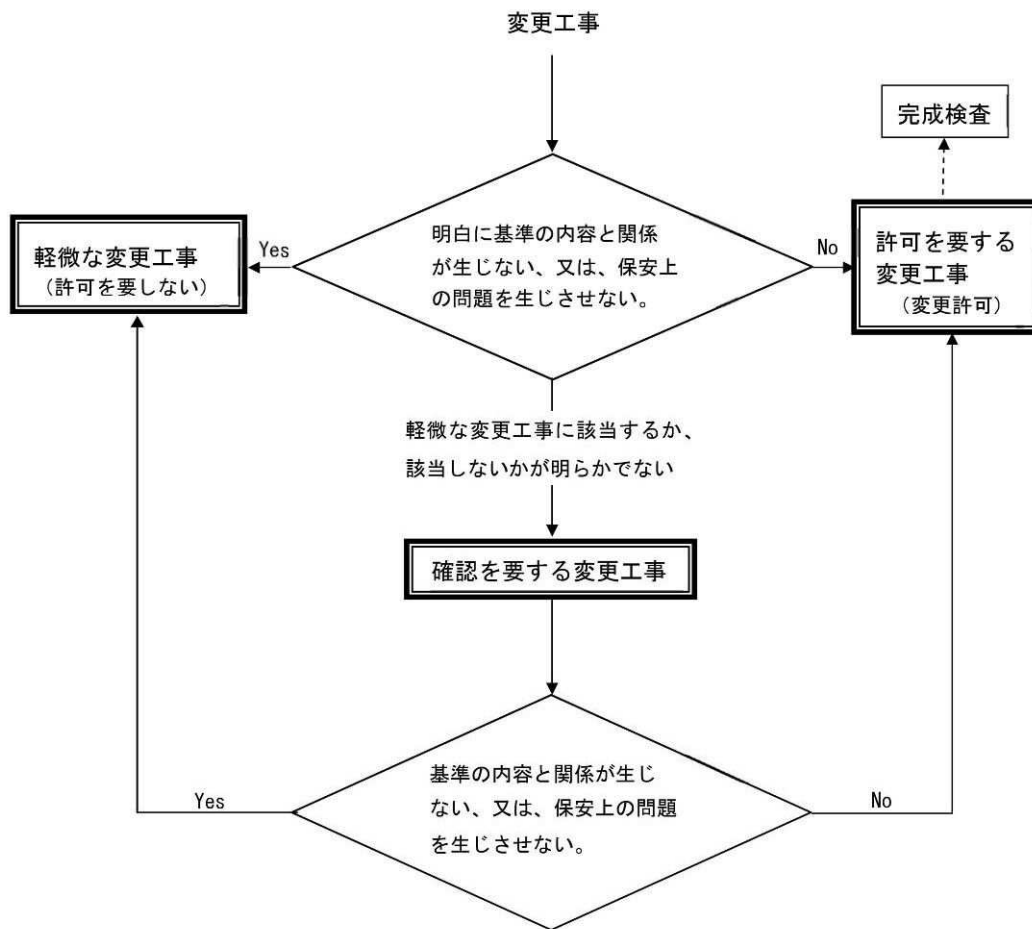 変更工事
完成検査
明白に基準の内容と関係
が生じない、又は、保安上
の問題を生じさせない。
Yes
No
軽微な変更工事
（許可を要しない）
許可を要する
変更工事
（変更許可）
軽微な変更工事に該当するか、
該当しないかが明らかでない
確認を要する変更工事
基準の内容と関係が生じ
ない、又は、保安上の問題
を生じさせない。
Yes
No